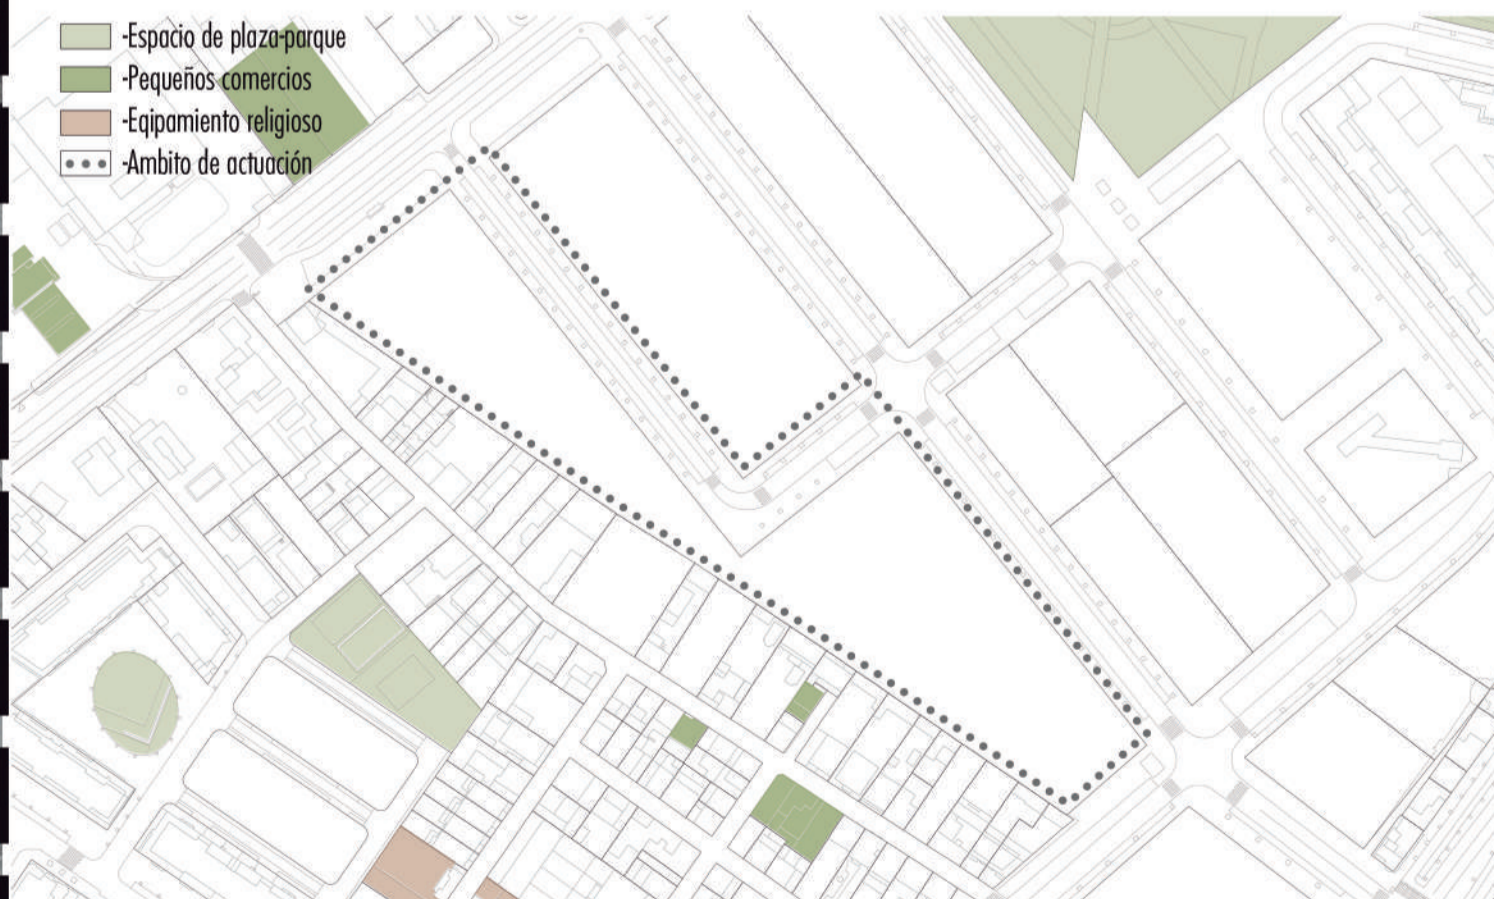 -Espacio de plaza-parque
-Pequeños comercios
-Eqipamiento religioso
-Ambito de actuación